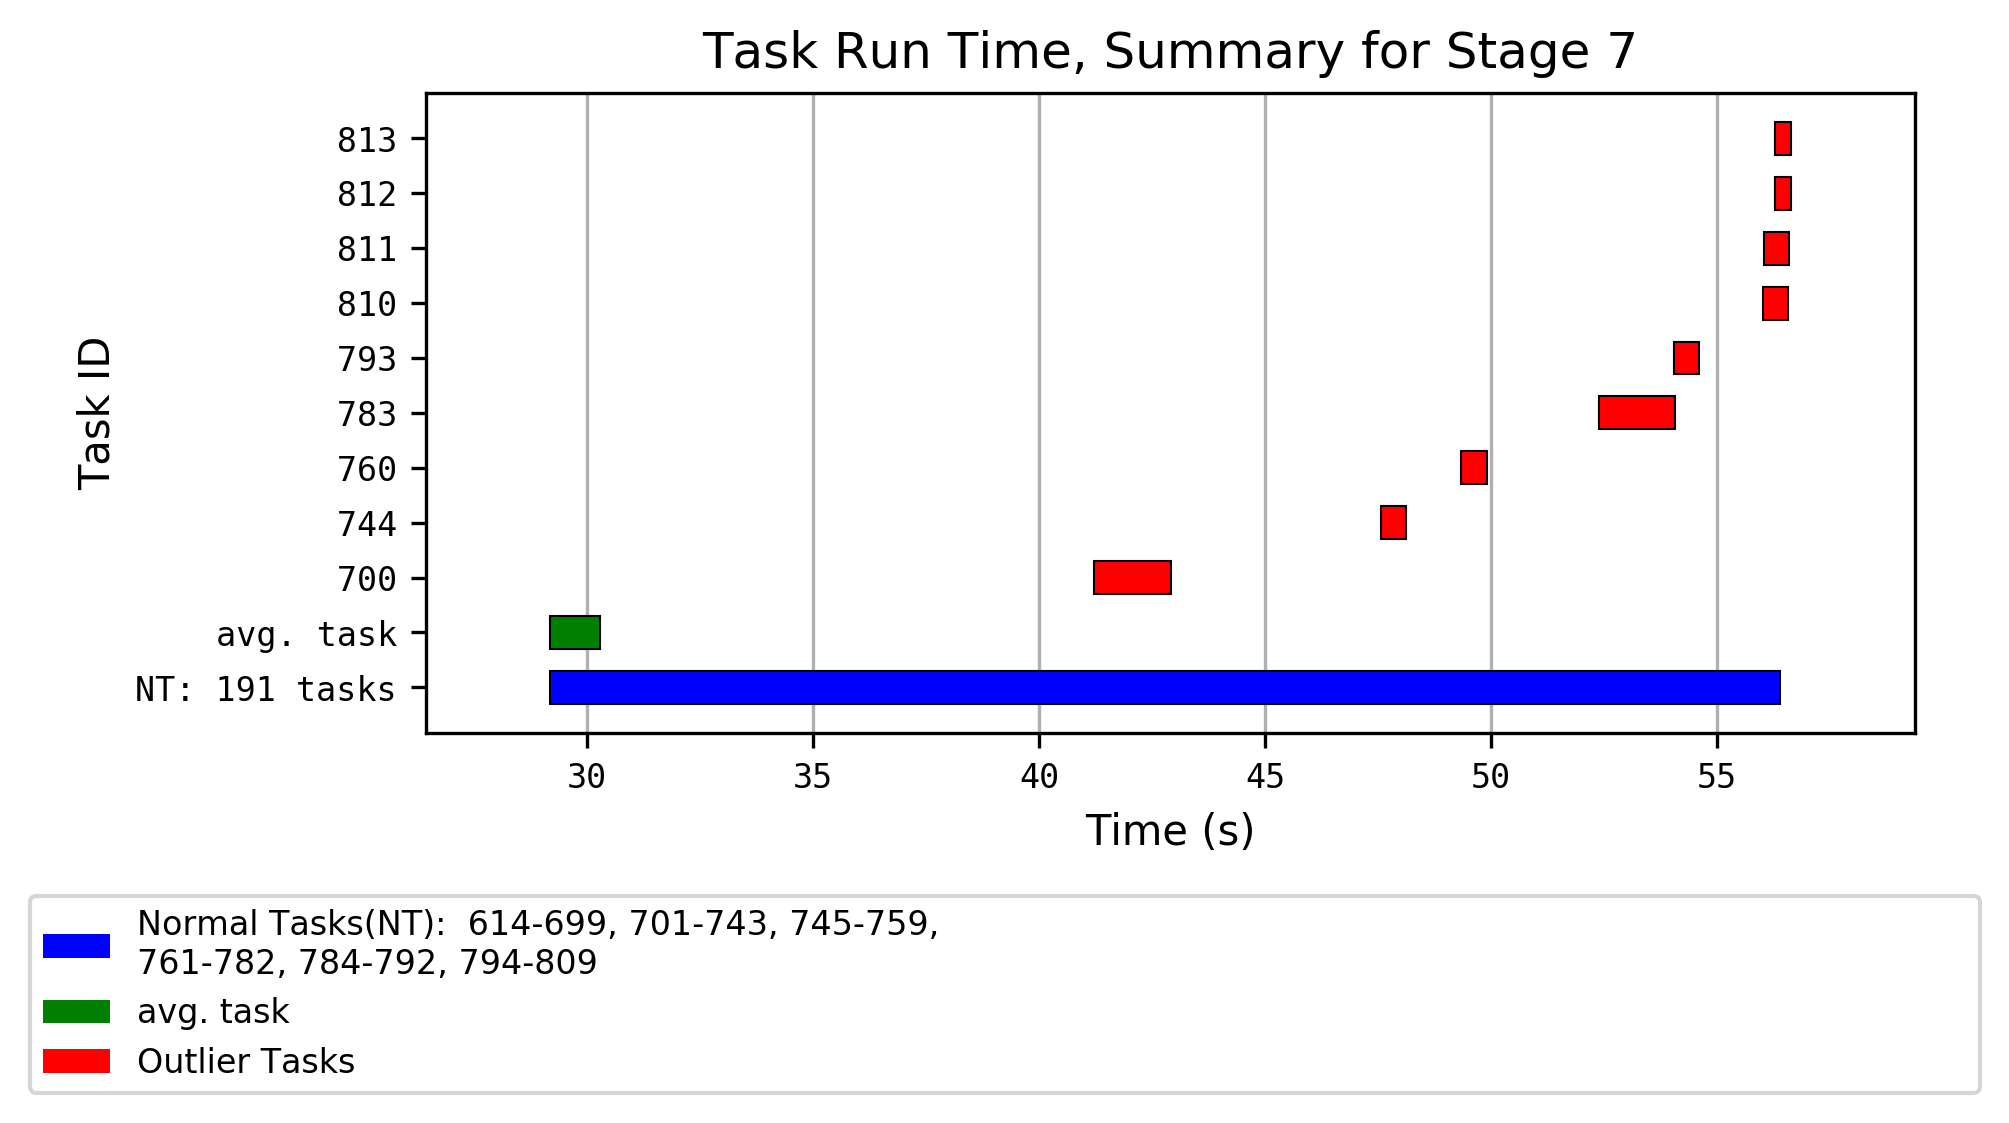 Task Run Time, Summary for Stage 7
813
812
811
810
793
783
760
744
700
avg. task
NT: 191 tasks
Task ID
30 35 40 45 50 55
Time (s)
Normal Tasks(NT):  614-699, 701-743, 745-759,
761-782, 784-792, 794-809
avg. task
Outlier Tasks